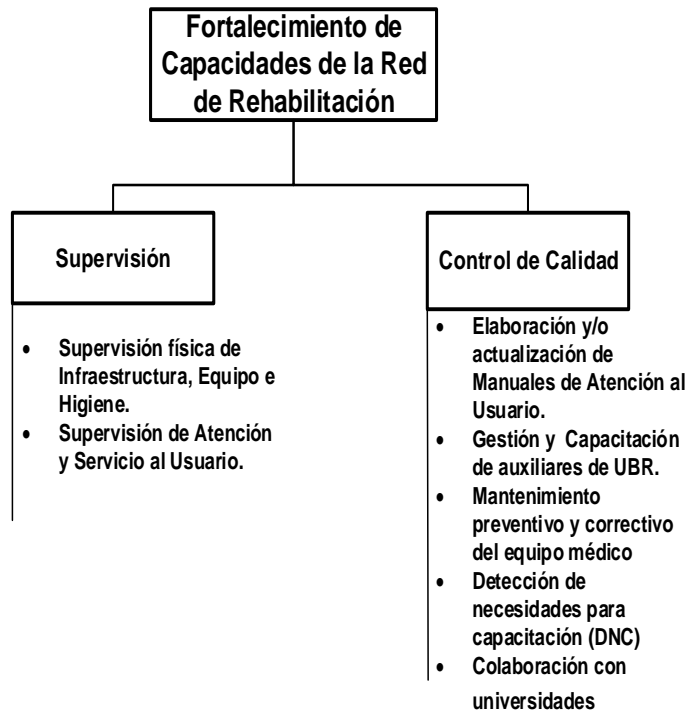 Fortalecimiento de
Capacidades de la Red
de Rehabilitación
Supervisión
• Supervisión física de
Infraestructura, Equipo e
Higiene.
• Supervisión de Atención
y Servicio al Usuario.
Control de Calidad
• Elaboración y/o
actualización de
Manuales de Atención al
Usuario.
• Gestión y Capacitación
de auxiliares de UBR.
• Mantenimiento
preventivo y correctivo
del equipo médico
• Detección de
necesidades para
capacitación (DNC)
• Colaboración con
universidades